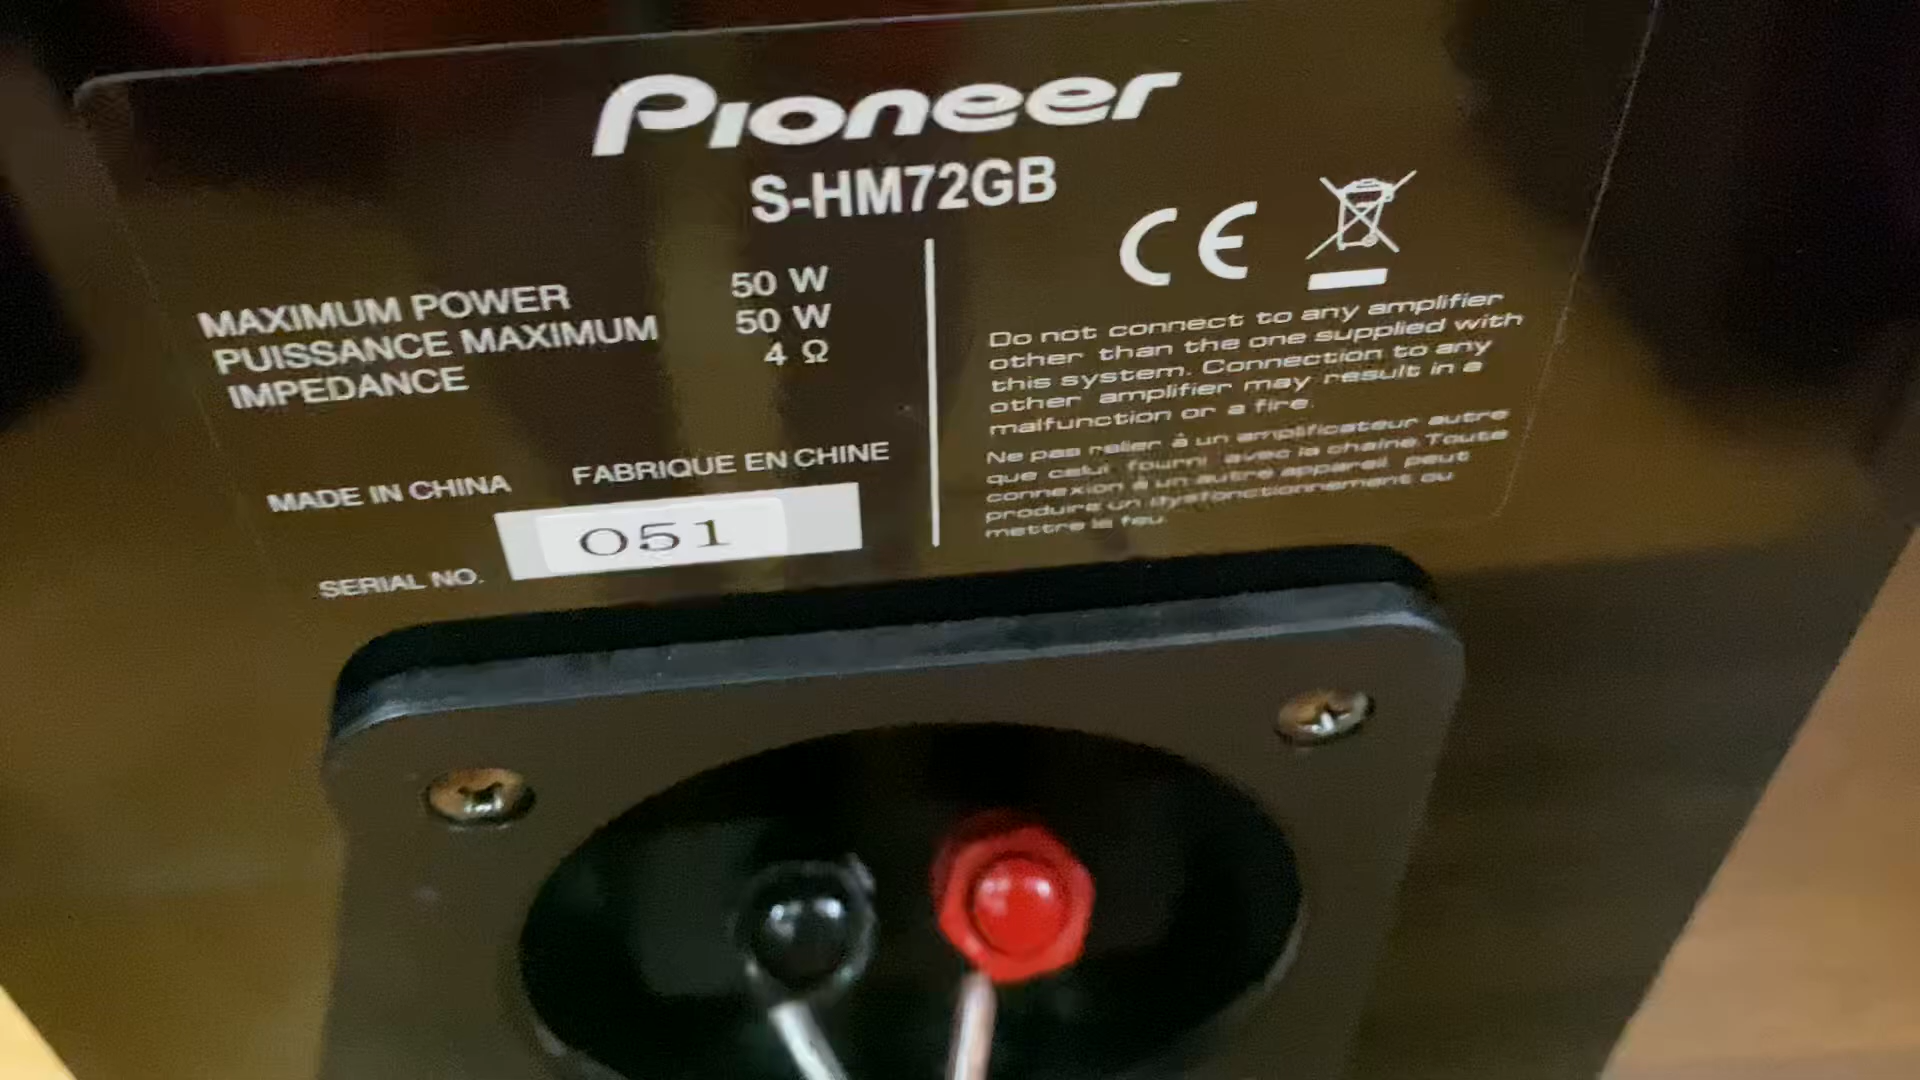 Pioneer
S-HM72GB
MAXIMUM POWER 50 W
PUISSANCE MAXIMUM 50 W
IMPEDANCE 4 Ω
MADE IN CHINA FABRIQUE EN CHINE
SERIAL NO. 051
CE
Do not connect to any amplifier
other than the one supplied with
this system. Connection to any
other amplifier may result in a
malfunction or a fire.
Ne pas relier à un amplificateur autre
que celui fourni avec la chaîne Toute
connexion à un autre appareil peut
produire un dysfonctionnement ou
mettre le feu.